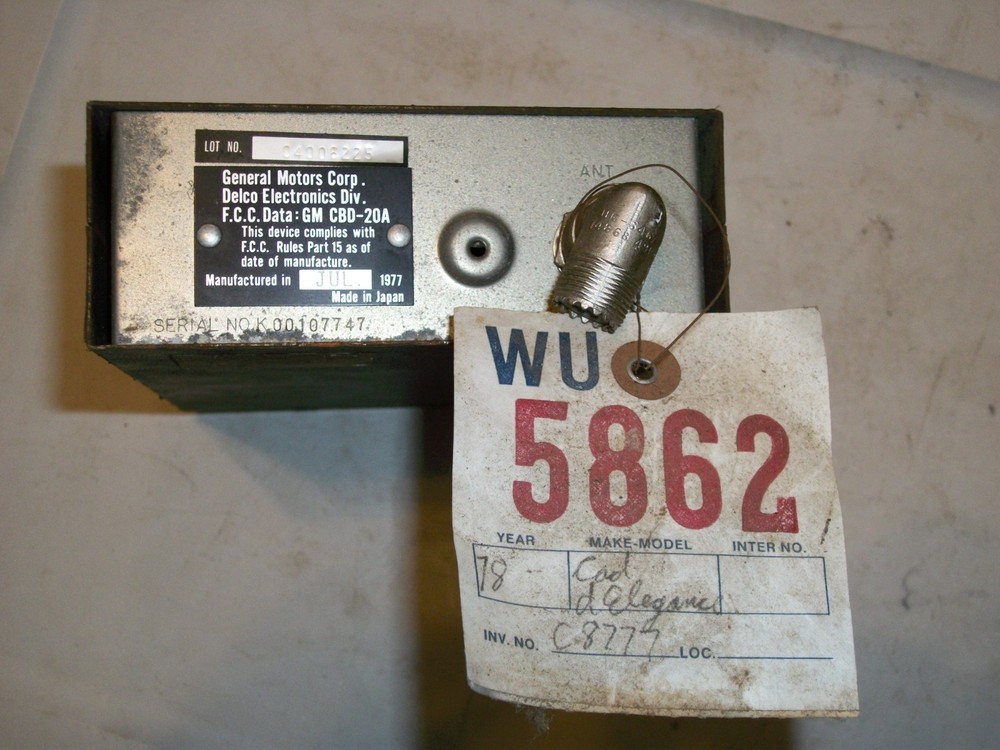 LOT NO. 04006225
General Motors Corp.
Delco Electronics Div.
F.C.C. Data: GM CBD-20A
This device complies with
F.C.C. Rules Part 15 as of
date of manufacture.
Manufactured in JUL. 1977
Made in Japan
SERIAL NO.K 00107747
ANT
WU
5862
YEAR MAKE-MODEL INTER NO.
78 Cad
d Elegance
INV. NO. C8777 LOC.